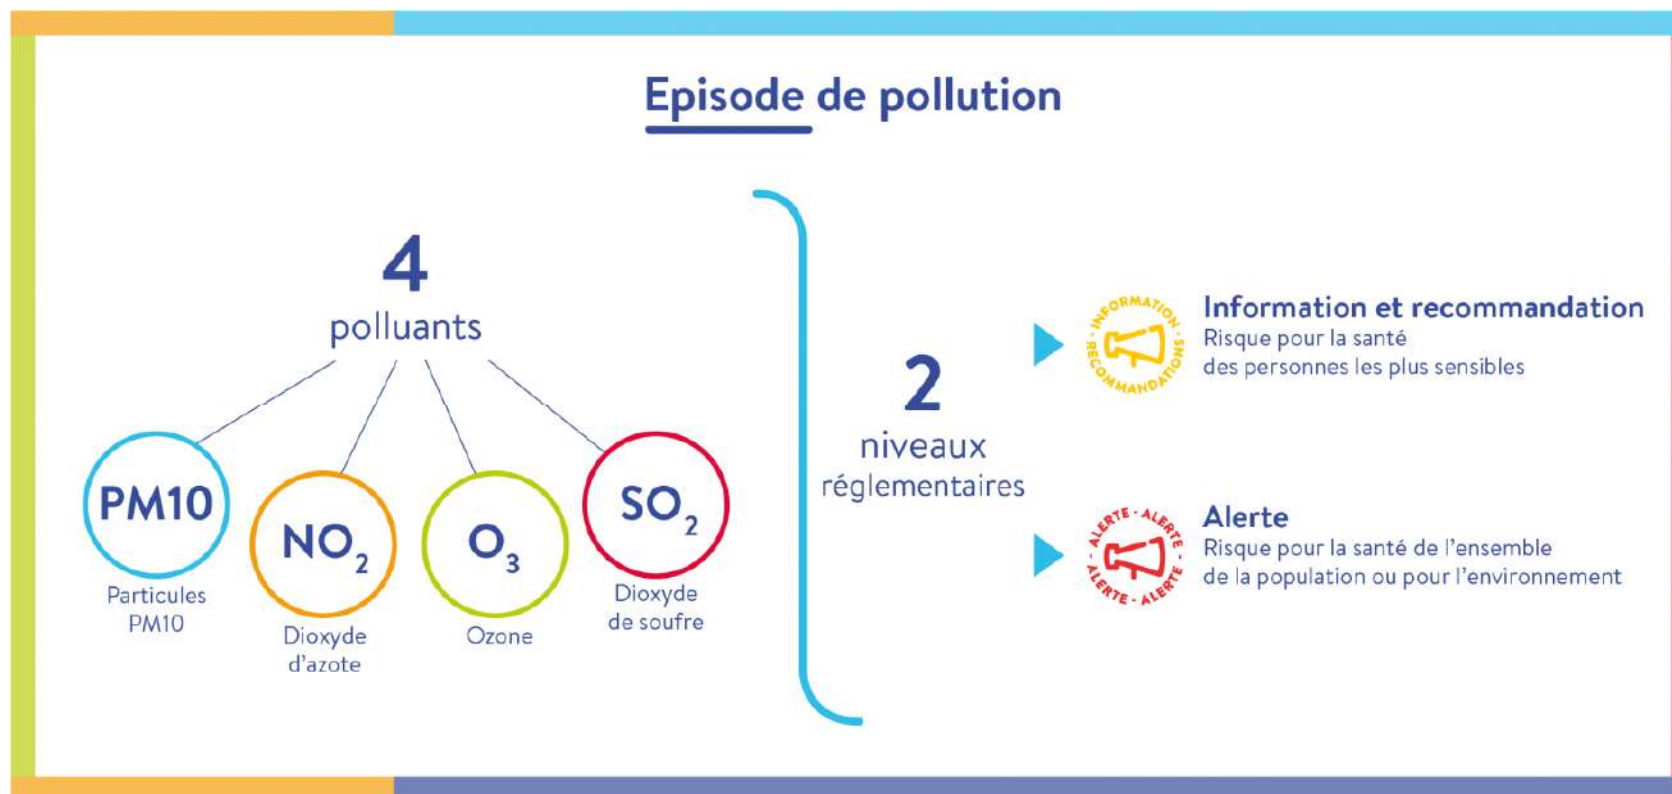 Episode de pollution
4
polluants
PM10
Particules
PM10
NO2
Dioxyde
d'azote
O3
Ozone
SO2
Dioxyde
de soufre
2
niveaux
réglementaires
- INFORMATION -
RECOMMANDATIONS
Information et recommandation
Risque pour la santé
des personnes les plus sensibles
ALERTE - ALERTE - ALERTE - ALERTE -
Alerte
Risque pour la santé de l'ensemble
de la population ou pour l'environnement